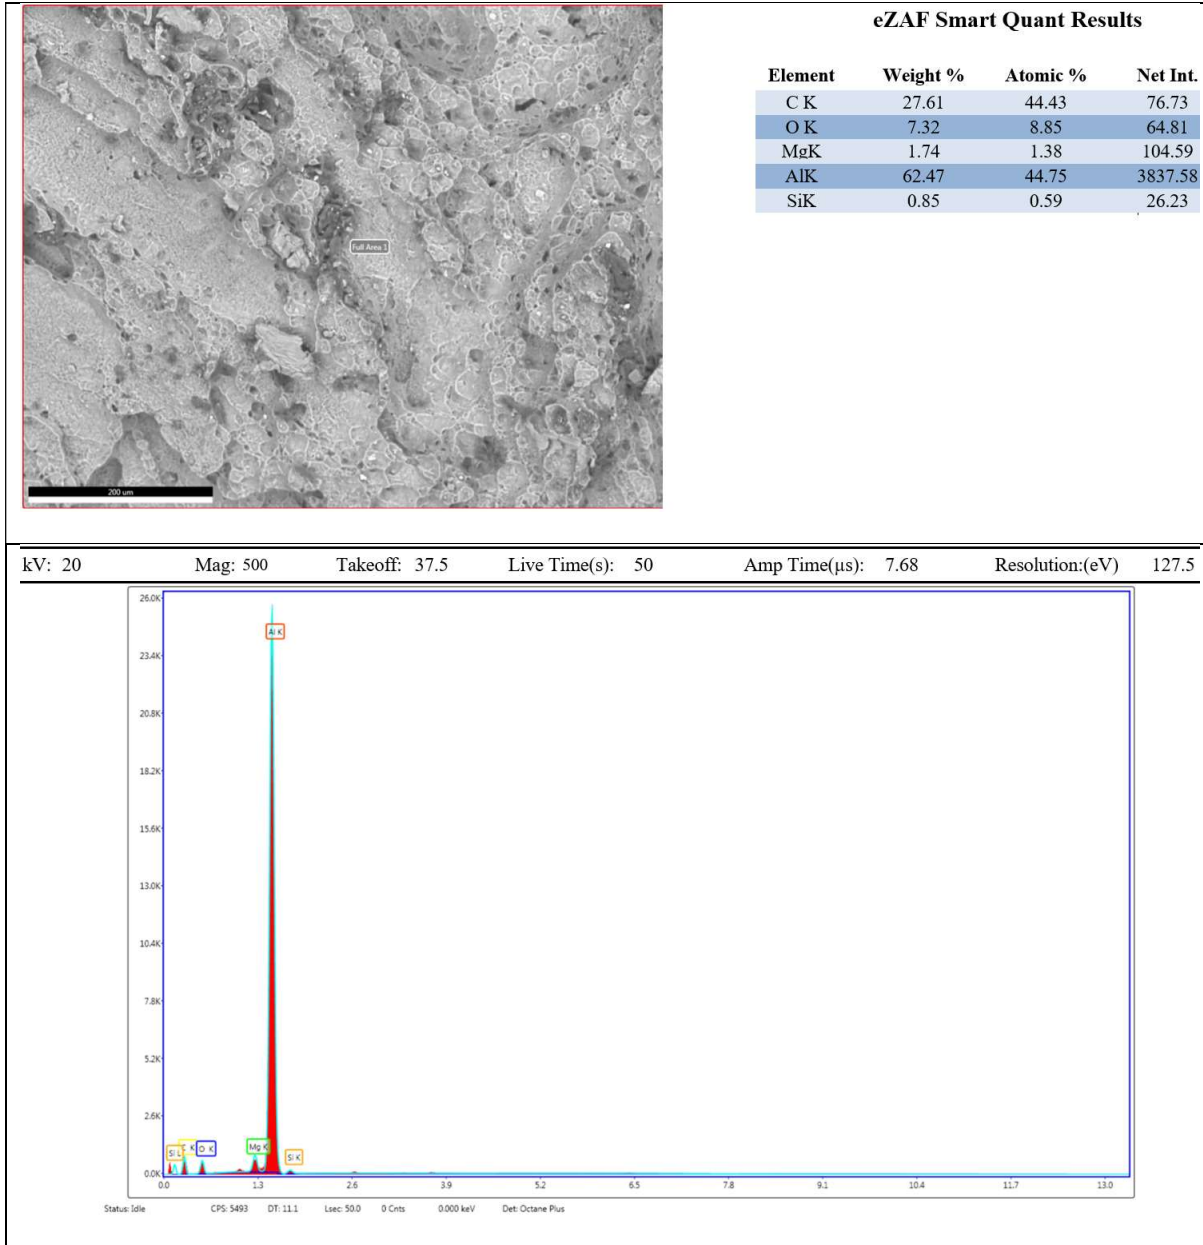 eZAF Smart Quant Results
Element Weight % Atomic % Net Int.
C K 27.61 44.43 76.73
O K 7.32 8.85 64.81
MgK 1.74 1.38 104.59
AlK 62.47 44.75 3837.58
SiK 0.85 0.59 26.23
Full Area 1
200 um
kV: 20 Mag: 500 Takeoff: 37.5 Live Time(s): 50 Amp Time(µs): 7.68 Resolution:(eV) 127.5
26.0K
Al K
23.4K
20.8K
18.2K
15.6K
13.0K
10.4K
7.8K
5.2K
2.6K
Si L C K O K Mg K Si K
0.0K
0.0 1.3 2.6 3.9 5.2 6.5 7.8 9.1 10.4 11.7 13.0
Status: Idle CPS: 5493 DT: 11.1 Lsec: 50.0 0 Cnts 0.000 keV Det: Octane Plus